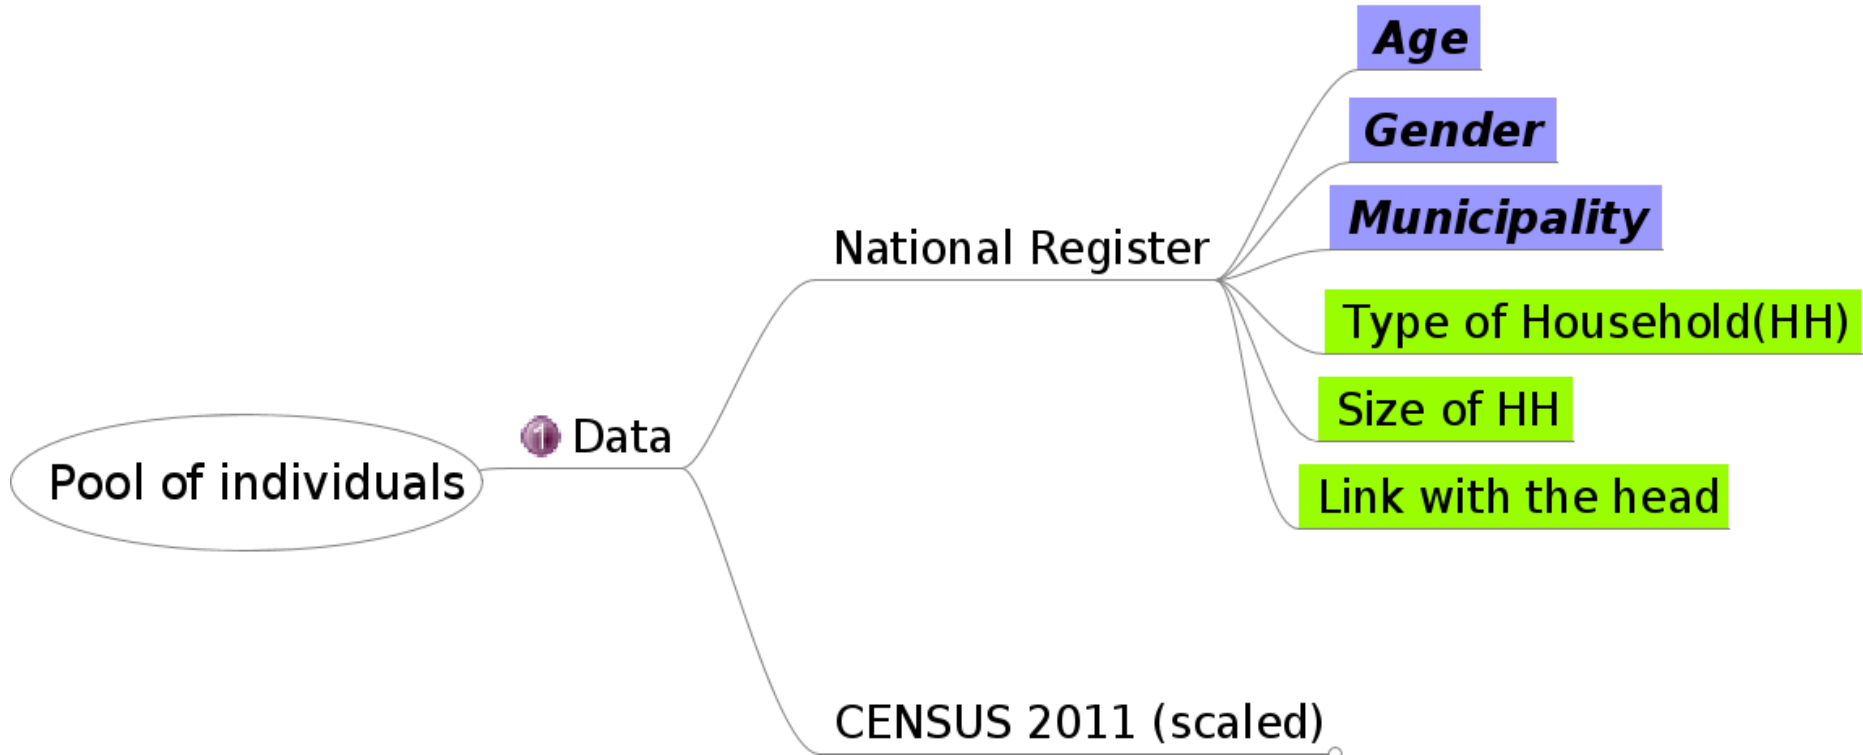 Age
Gender
Municipality
National Register
Type of Household(HH)
Size of HH
1 Data
Pool of individuals
Link with the head
CENSUS 2011 (scaled)